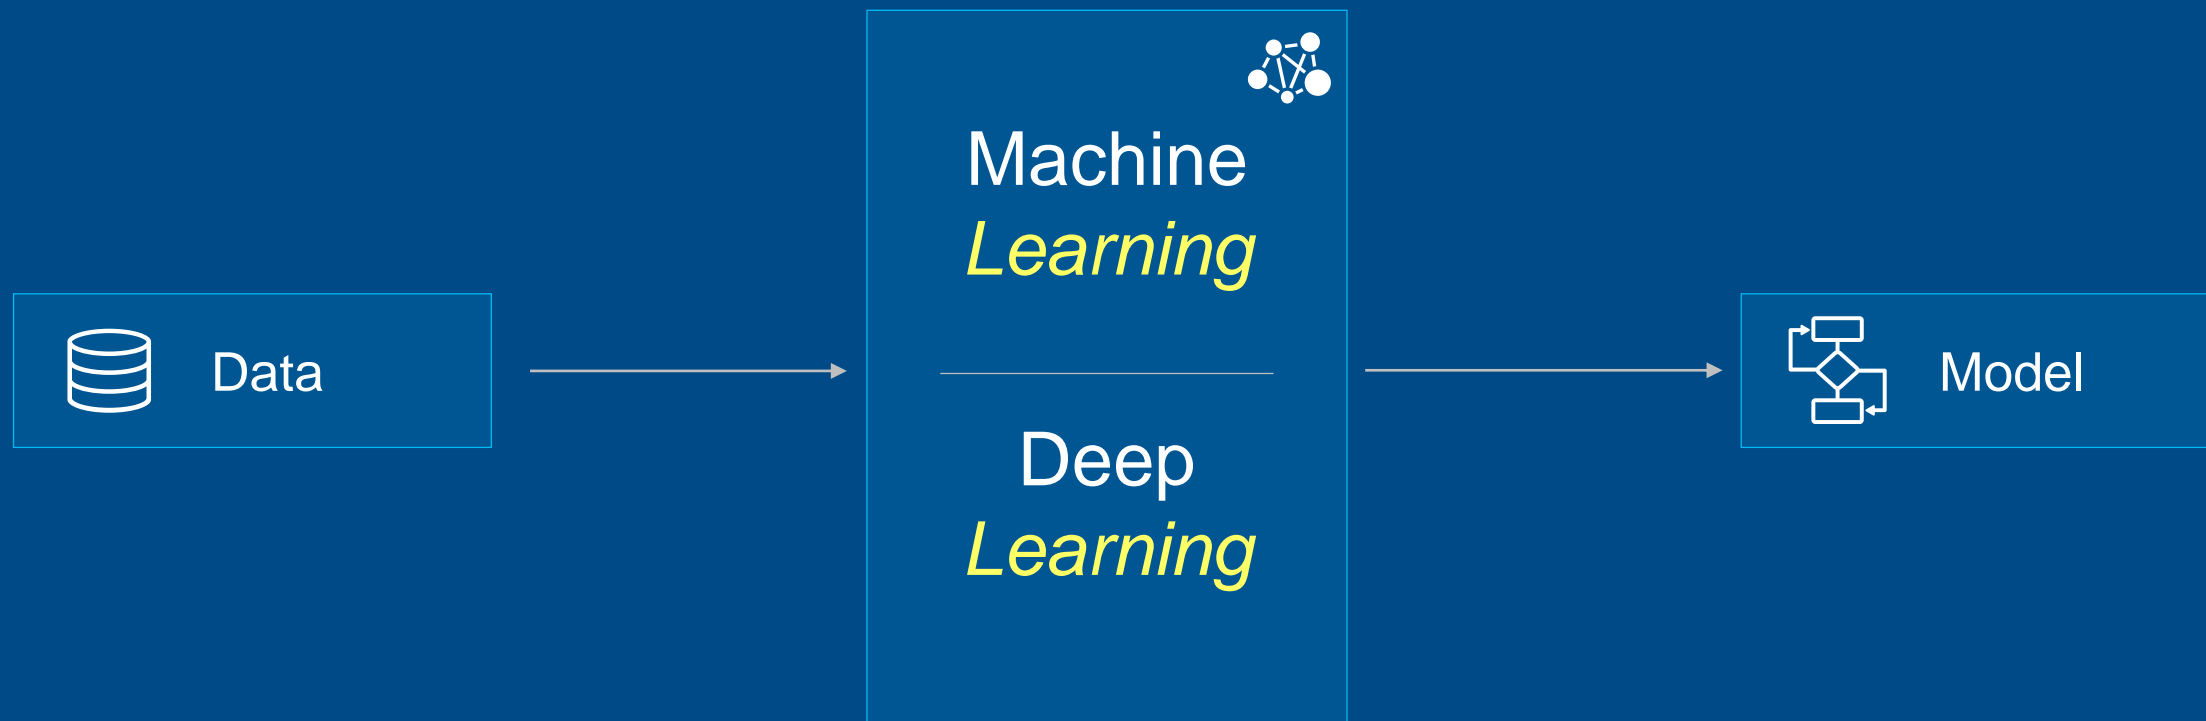 Machine
Learning
Data
Model
Deep
Learning